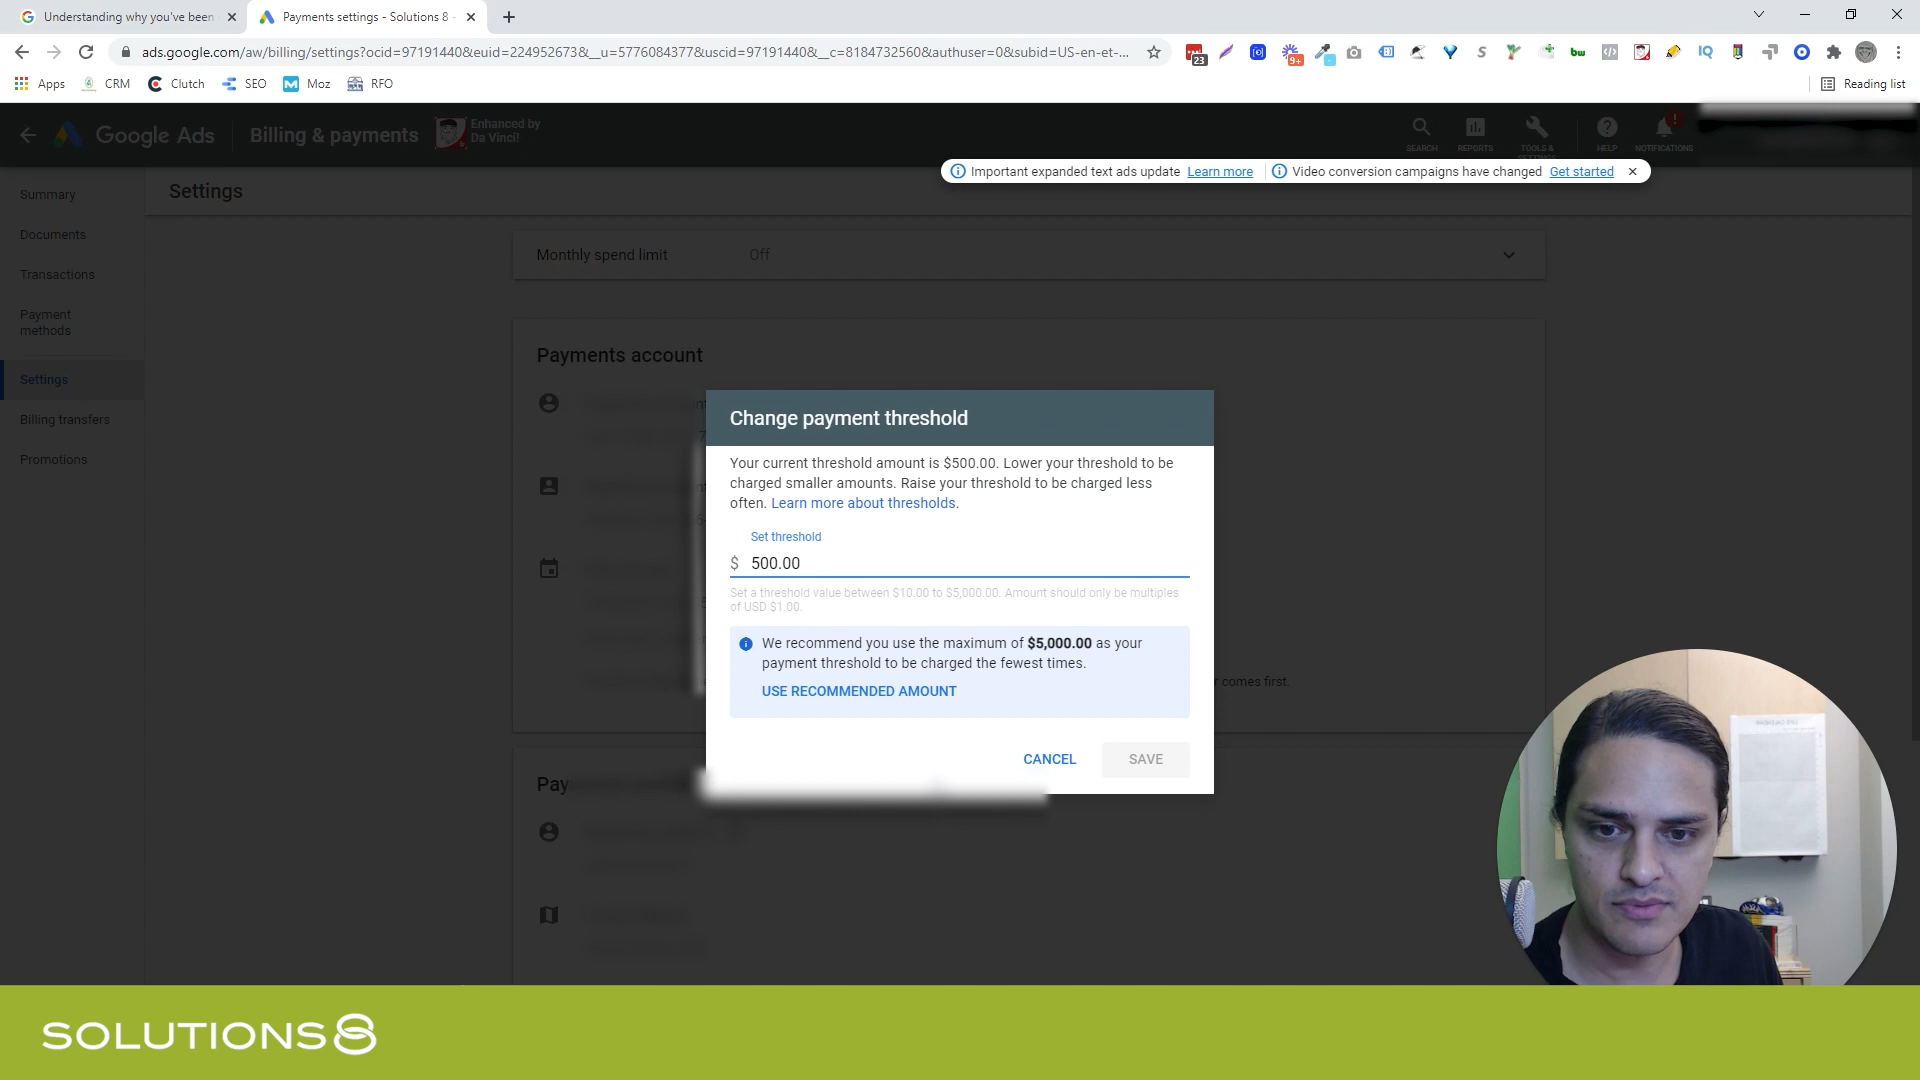 Understanding why you've been
Payments settings - Solutions 8 -
ads.google.com/aw/billing/settings?ocid=97191440&euid=224952673&__u=5776084377&uscid=97191440&__c=8184732560&authuser=0&subid=US-en-et-...
23
9+
bw
IQ
Apps
CRM
Clutch
SEO
Moz
RFO
Reading list
Google Ads
Billing & payments
Enhanced by
Da Vinci!
SEARCH
REPORTS
TOOLS &
SETTINGS
HELP
NOTIFICATIONS
Important expanded text ads update Learn more
Video conversion campaigns have changed Get started
Summary
Documents
Transactions
Payment
methods
Settings
Billing transfers
Promotions
Settings
Monthly spend limit
Off
Payments account
Change payment threshold
Your current threshold amount is $500.00. Lower your threshold to be
charged smaller amounts. Raise your threshold to be charged less
often. Learn more about thresholds.
Set threshold
$ 500.00
Set a threshold value between $10.00 to $5,000.00. Amount should only be multiples
of USD $1.00.
We recommend you use the maximum of $5,000.00 as your
payment threshold to be charged the fewest times.
USE RECOMMENDED AMOUNT
r comes first.
CANCEL
SAVE
Pay
SOLUTIONS 8